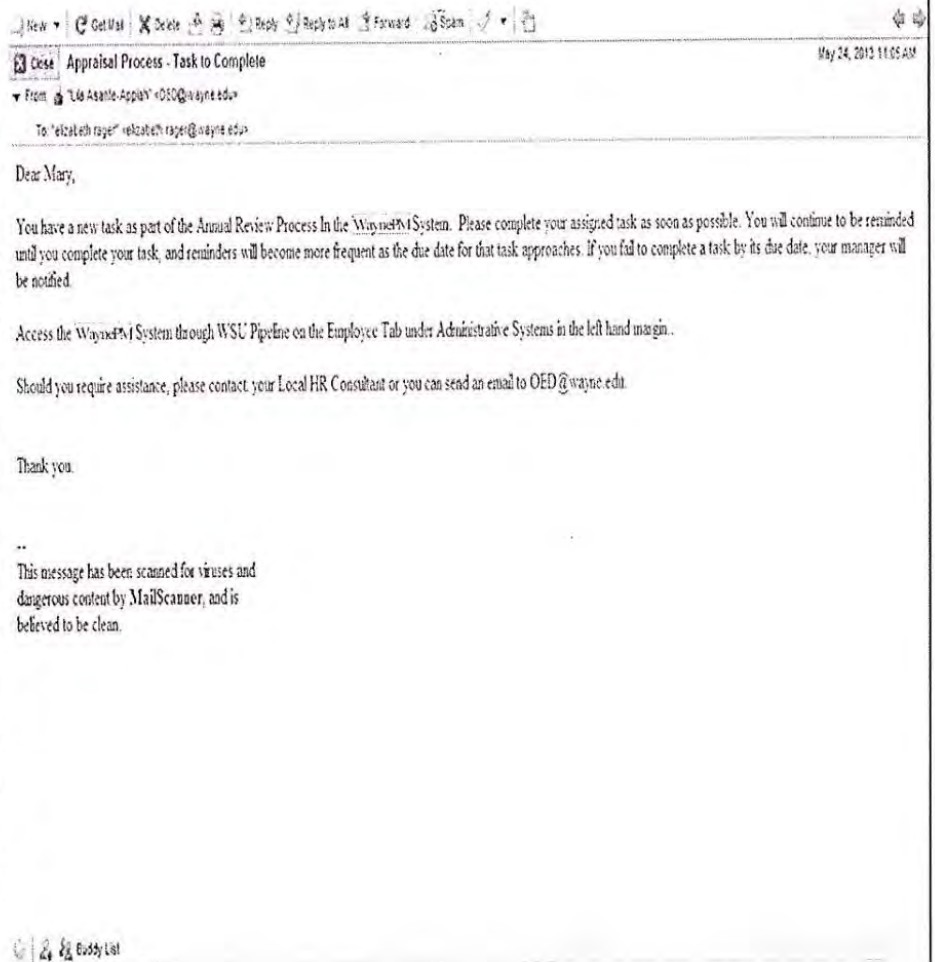 New Get Mail Delete Reply Reply to All Forward Spam
Close Appraisal Process - Task to Complete May 24, 2013 11:05 AM
From "Lila Asante-Appiah" <OED@wayne.edu>
To: "elizabeth rager" <elizabeth.rager@wayne.edu>
Dear Mary,
You have a new task as part of the Annual Review Process In the WaynePM System. Please complete your assigned task as soon as possible. You will continue to be reminded
until you complete your task, and reminders will become more frequent as the due date for that task approaches. If you fail to complete a task by its due date, your manager will
be notified.
Access the WaynePM System through WSU Pipeline on the Employee Tab under Administrative Systems in the left hand margin..
Should you require assistance, please contact your Local HR Consultant or you can send an email to OED@wayne.edu.
Thank you.
--
This message has been scanned for viruses and
dangerous content by MailScanner, and is
believed to be clean.
Buddy List